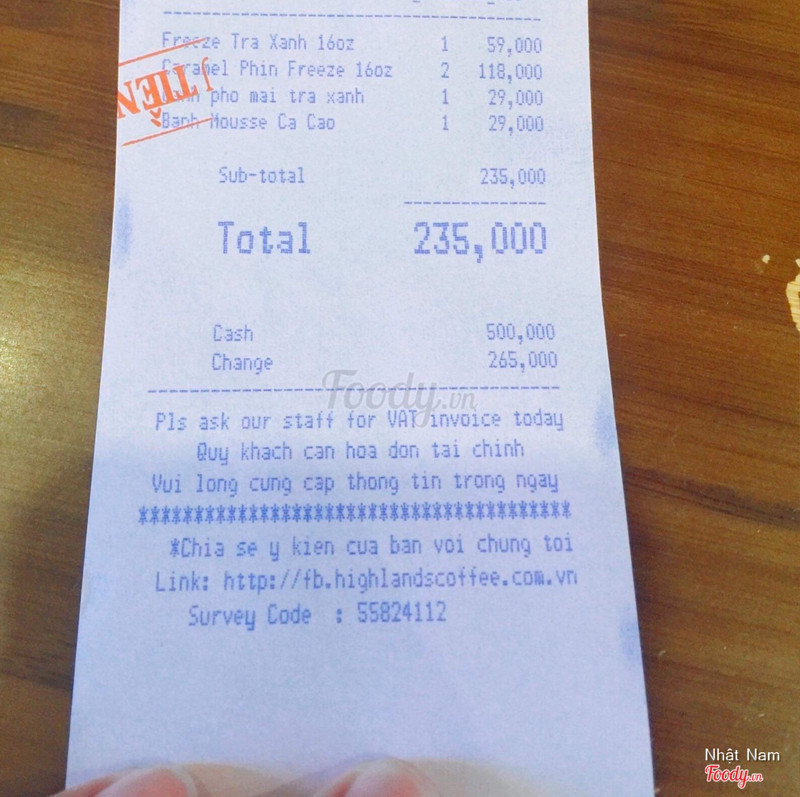 Freeze Tra Xanh 16oz 1 59,000
Caramel Phin Freeze 16oz 2 118,000
pho mai tra xanh 1 29,000
Banh Mousse Ca Cao 1 29,000
TIỀN
Sub-total 235,000
Total 235,000
Cash 500,000
Change 265,000
Foody.vn
Pls ask our staff for VAT invoice today
Quy khach can hoa don tai chinh
Vui long cung cap thong tin trong ngay
****************************************
*Chia se y kien cua ban voi chung toi
Link: http://fb.highlandscoffee.com.vn
Survey Code : 55824112
Nhật Nam
Foody.vn